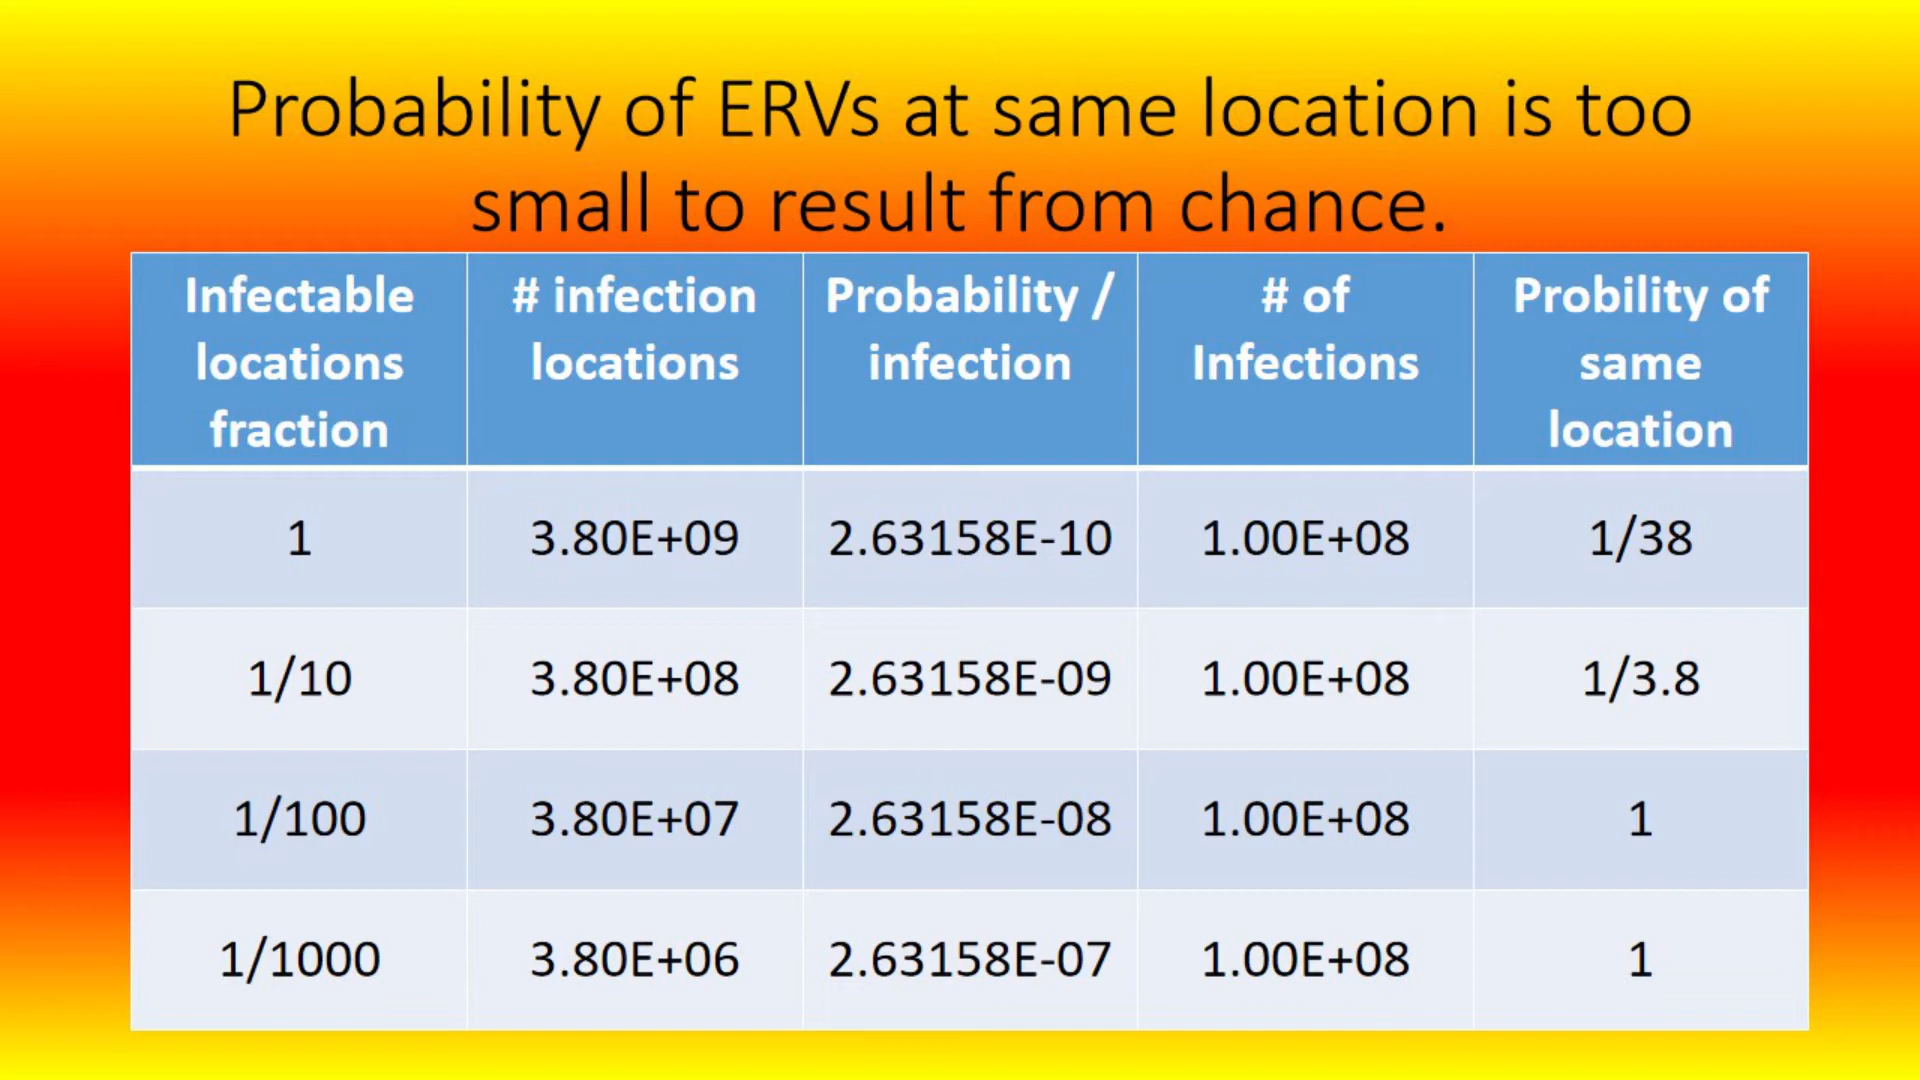 Probability of ERVs at same location is too
small to result from chance.
Infectable locations fraction	# infection locations	Probability / infection	# of Infections	Probility of same location
1	3.80E+09	2.63158E-10	1.00E+08	1/38
1/10	3.80E+08	2.63158E-09	1.00E+08	1/3.8
1/100	3.80E+07	2.63158E-08	1.00E+08	1
1/1000	3.80E+06	2.63158E-07	1.00E+08	1